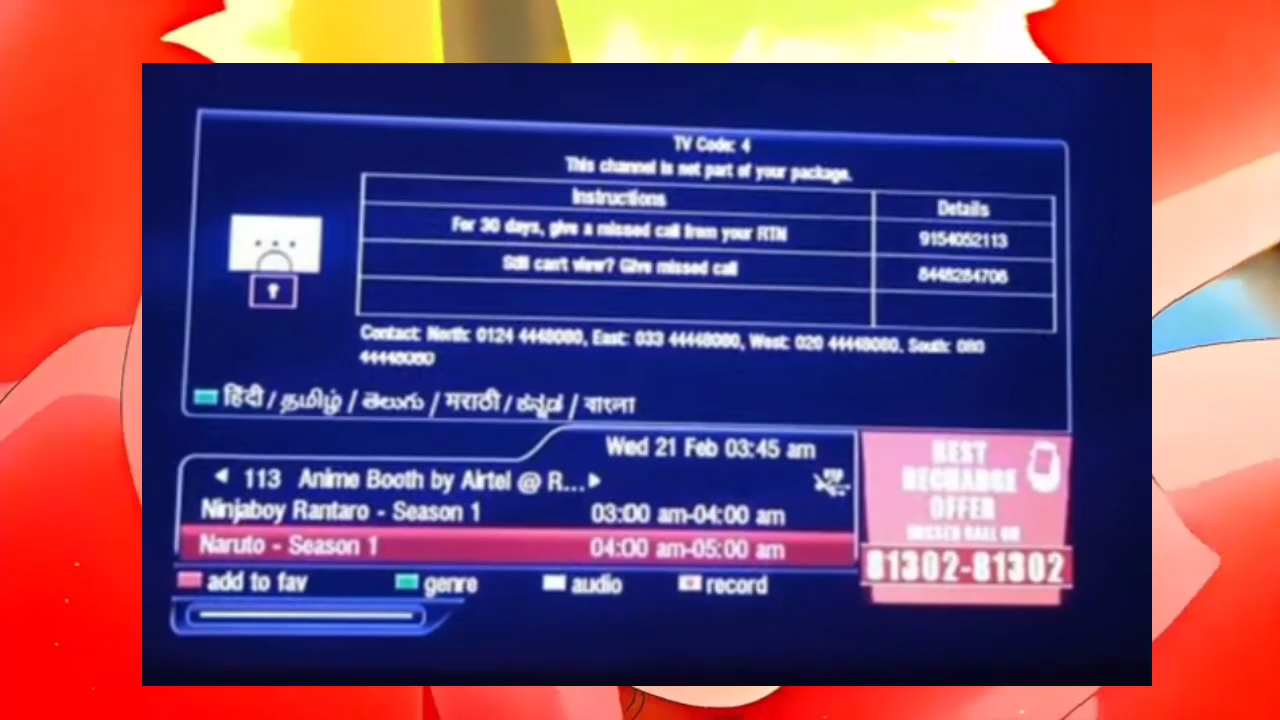 TV Code: 4
This channel is not part of your package.
Instructions
Details
For 30 days, give a missed call from your RTN
9154052113
Still can't view? Give missed call
8448284706
Contact: North: 0124 4448080, East: 033 44448080, West: 020 44448080, South: 080
44448080
हिंदी / தமிழ் / తెలుగు / मराठी / ಕನ್ನಡ / বাংলা
Wed 21 Feb 03:45 am
113 Anime Booth by Airtel @ R...
Ninjaboy Rantaro - Season 1 03:00 am-04:00 am
Naruto - Season 1 04:00 am-05:00 am
add to fav genre audio record
BEST
RECHARGE
OFFER
MISSED CALL ON
81302-81302